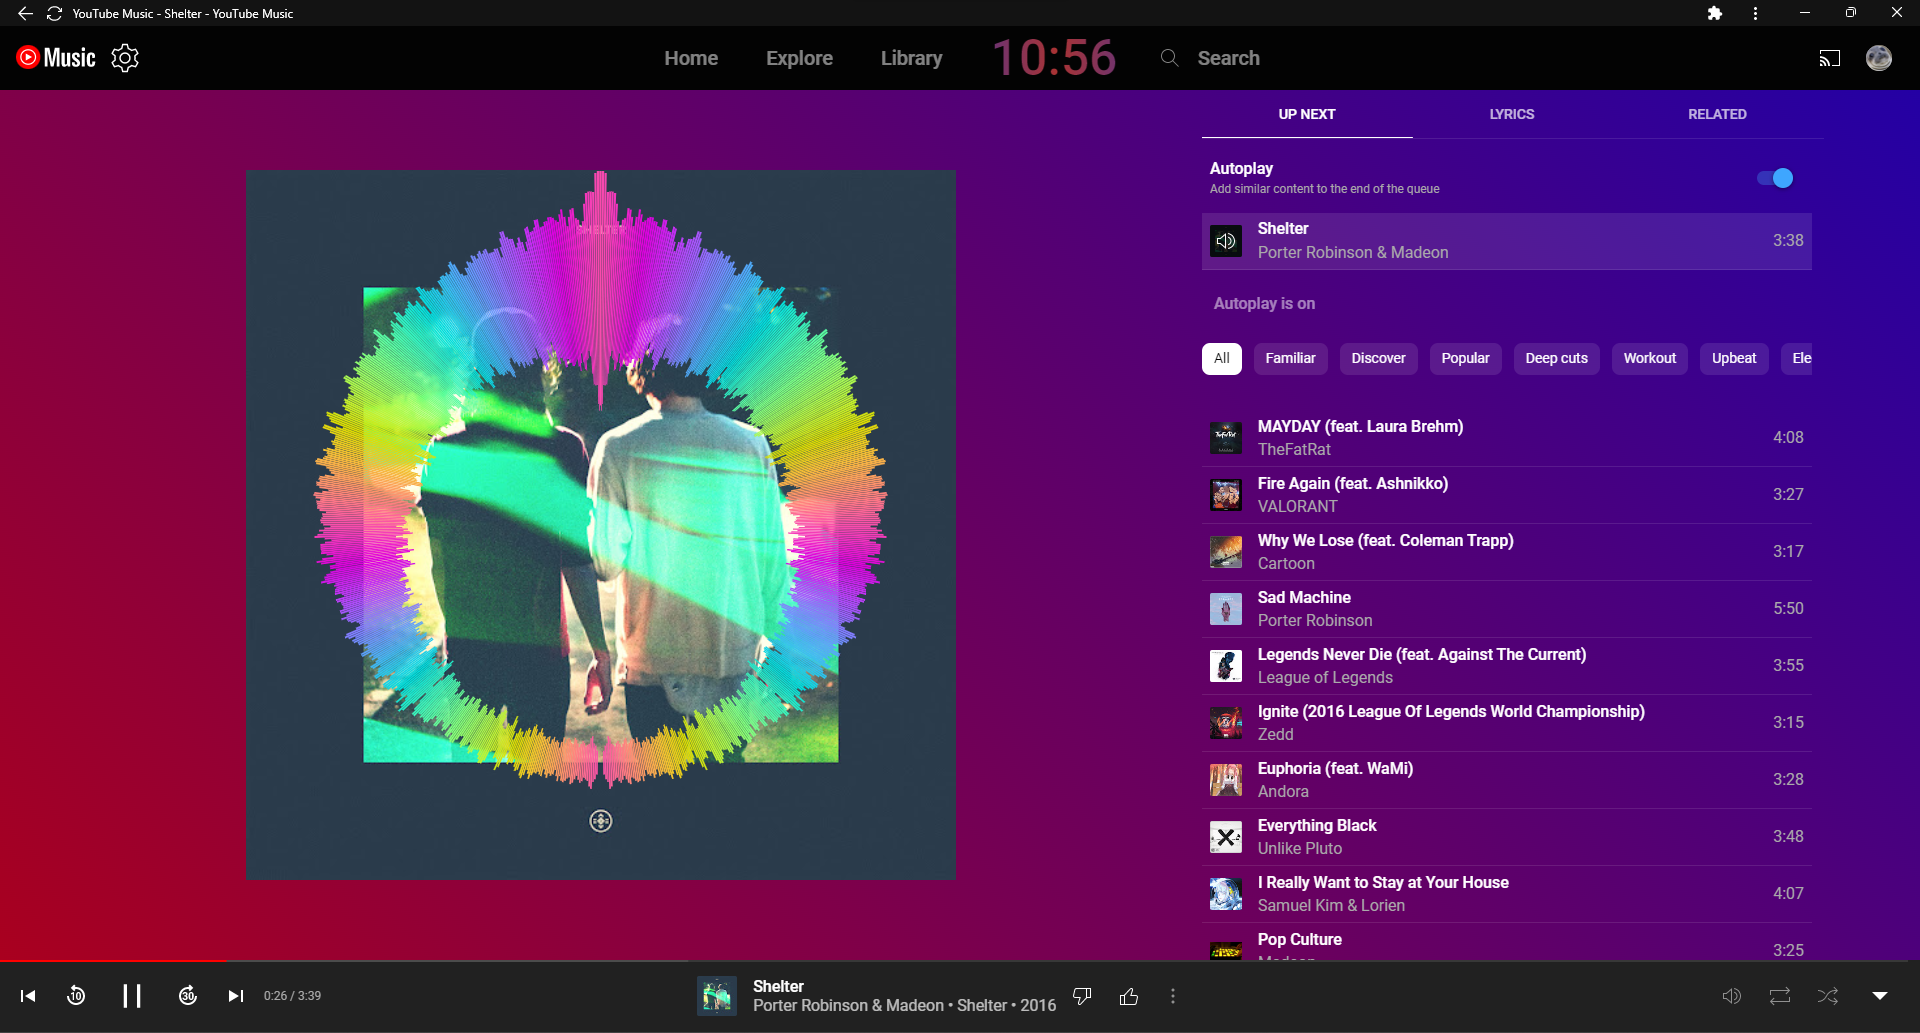 YouTube Music - Shelter - YouTube Music
Music
Home
Explore
Library
10:56
Search
UP NEXT
LYRICS
RELATED
Autoplay
Add similar content to the end of the queue
SHELTER
Shelter
Porter Robinson & Madeon
3:38
Autoplay is on
All
Familiar
Discover
Popular
Deep cuts
Workout
Upbeat
Ele
MAYDAY (feat. Laura Brehm)
TheFatRat
4:08
Fire Again (feat. Ashnikko)
VALORANT
3:27
Why We Lose (feat. Coleman Trapp)
Cartoon
3:17
Sad Machine
Porter Robinson
5:50
Legends Never Die (feat. Against The Current)
League of Legends
3:55
Ignite (2016 League Of Legends World Championship)
Zedd
3:15
Euphoria (feat. WaMi)
Andora
3:28
Everything Black
Unlike Pluto
3:48
I Really Want to Stay at Your House
Samuel Kim & Lorien
4:07
Pop Culture
Madeon
3:25
10
30
0:26 / 3:39
Shelter
Porter Robinson & Madeon • Shelter • 2016